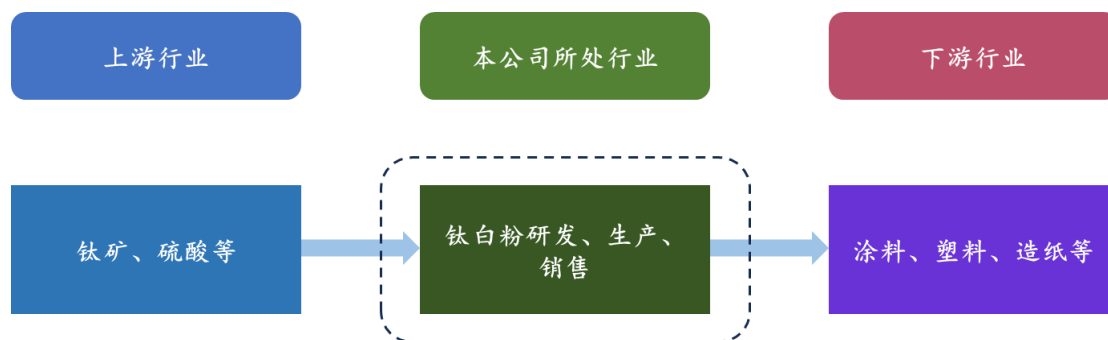 上游行业
本公司所处行业
下游行业
钛矿、硫酸等
钛白粉研发、生产、
销售
涂料、塑料、造纸等